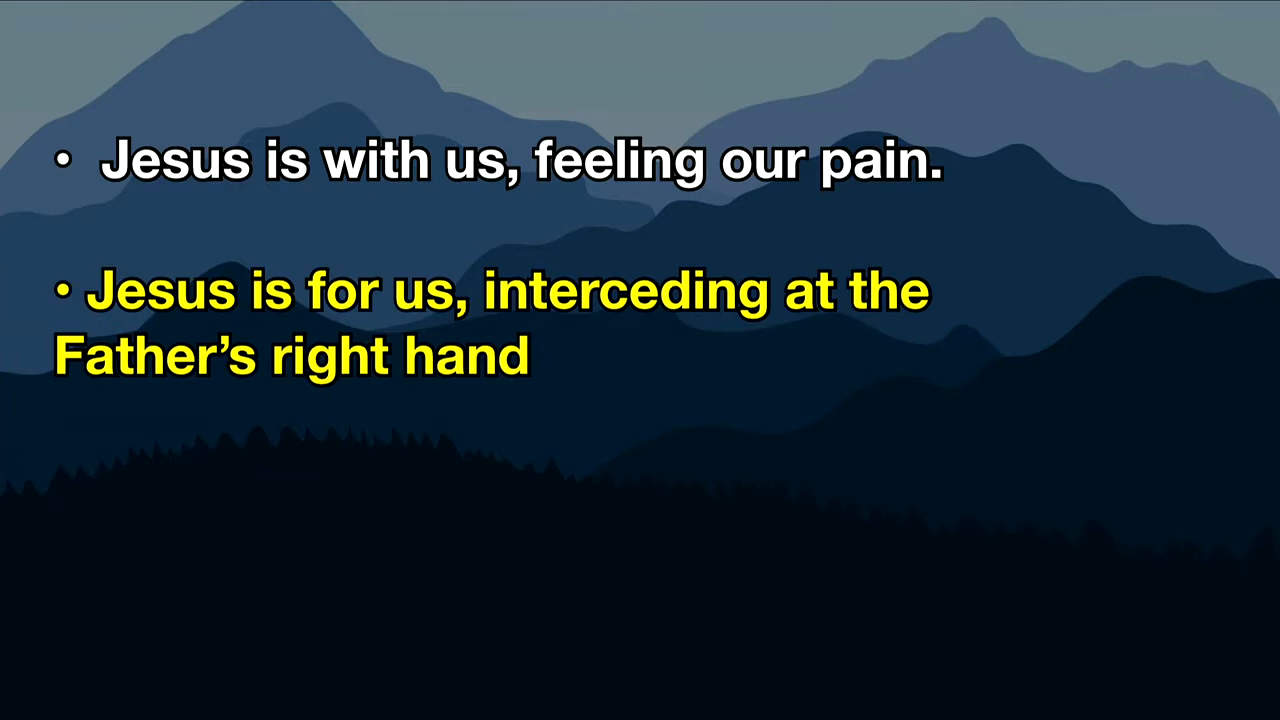 • Jesus is with us, feeling our pain.
• Jesus is for us, interceding at the
Father’s right hand